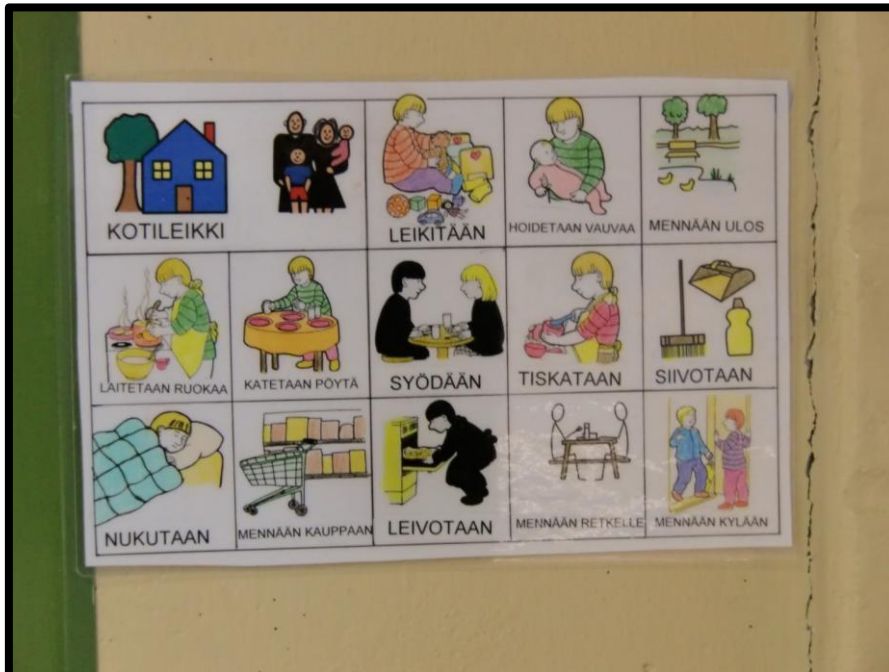 KOTILEIKKI
LEIKITÄÄN
HOIDETAAN VAUVAA
MENNÄÄN ULOS
LAITETAAN RUOKAA
KATETAAN PÖYTÄ
SYÖDÄÄN
TISKATAAN
SIIVOTAAN
NUKUTAAN
MENNÄÄN KAUPPAAN
LEIVOTAAN
MENNÄÄN RETKELLE
MENNÄÄN KYLÄÄN